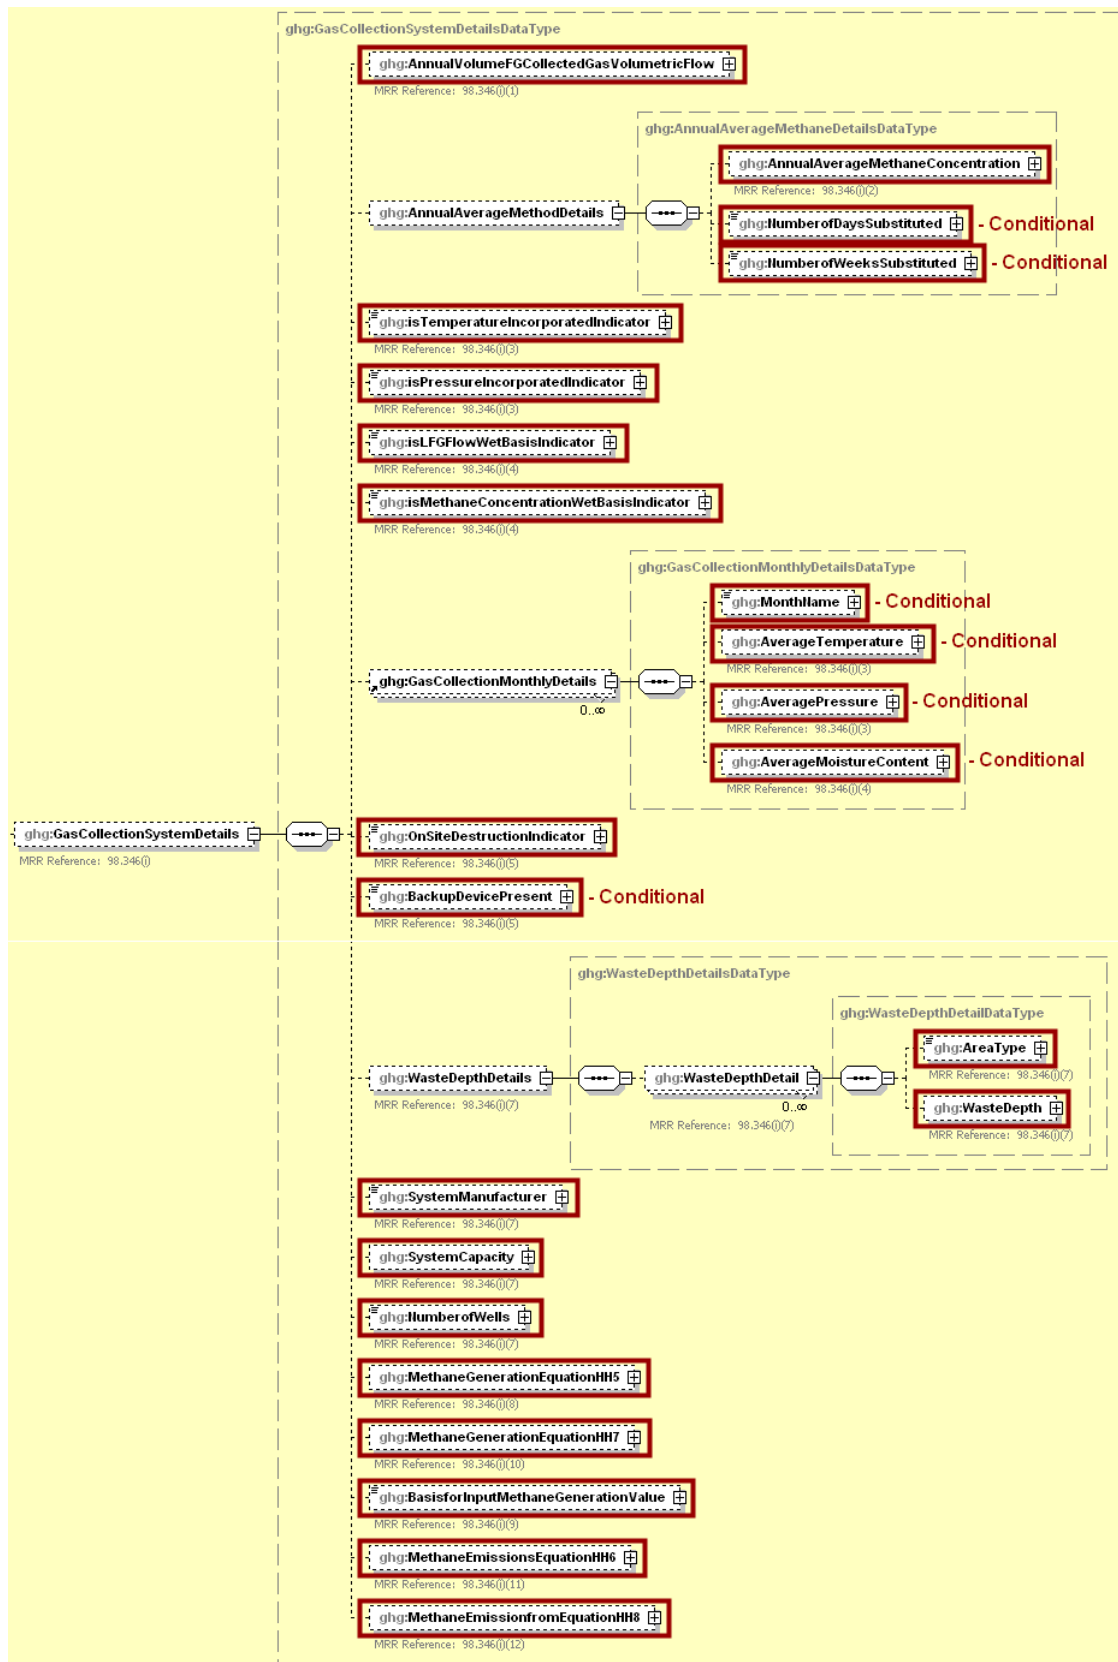 ghg:GasCollectionSystemDetailsDataType
ghg:AnnualVolumeFGCollectedGasVolumetricFlow
MRR Reference: 98.346(i)(1)
ghg:AnnualAverageMethaneDetailsDataType
ghg:AnnualAverageMethaneConcentration
MRR Reference: 98.346(i)(2)
ghg:AnnualAverageMethodDetails
ghg:NumberofDaysSubstituted - Conditional
ghg:NumberofWeeksSubstituted - Conditional
ghg:isTemperatureIncorporatedIndicator
MRR Reference: 98.346(i)(3)
ghg:isPressureIncorporatedIndicator
MRR Reference: 98.346(i)(3)
ghg:isLFGFlowWetBasisIndicator
MRR Reference: 98.346(i)(4)
ghg:isMethaneConcentrationWetBasisIndicator
MRR Reference: 98.346(i)(4)
ghg:GasCollectionMonthlyDetailsDataType
ghg:MonthName - Conditional
ghg:AverageTemperature - Conditional
MRR Reference: 98.346(i)(3)
ghg:GasCollectionMonthlyDetails
0..∞
ghg:AveragePressure - Conditional
MRR Reference: 98.346(i)(3)
ghg:AverageMoistureContent - Conditional
MRR Reference: 98.346(i)(4)
ghg:GasCollectionSystemDetails
MRR Reference: 98.346(i)
ghg:OnSiteDestructionIndicator
MRR Reference: 98.346(i)(5)
ghg:BackupDevicePresent - Conditional
MRR Reference: 98.346(i)(5)
ghg:WasteDepthDetailsDataType
ghg:WasteDepthDetailDataType
ghg:AreaType
MRR Reference: 98.346(i)(7)
ghg:WasteDepthDetails
MRR Reference: 98.346(i)(7)
ghg:WasteDepthDetail
0..∞
MRR Reference: 98.346(i)(7)
ghg:WasteDepth
MRR Reference: 98.346(i)(7)
ghg:SystemManufacturer
MRR Reference: 98.346(i)(7)
ghg:SystemCapacity
MRR Reference: 98.346(i)(7)
ghg:NumberofWells
MRR Reference: 98.346(i)(7)
ghg:MethaneGenerationEquationHH5
MRR Reference: 98.346(i)(8)
ghg:MethaneGenerationEquationHH7
MRR Reference: 98.346(i)(10)
ghg:BasisforInputMethaneGenerationValue
MRR Reference: 98.346(i)(9)
ghg:MethaneEmissionsEquationHH6
MRR Reference: 98.346(i)(11)
ghg:MethaneEmissionfromEquationHH8
MRR Reference: 98.346(i)(12)